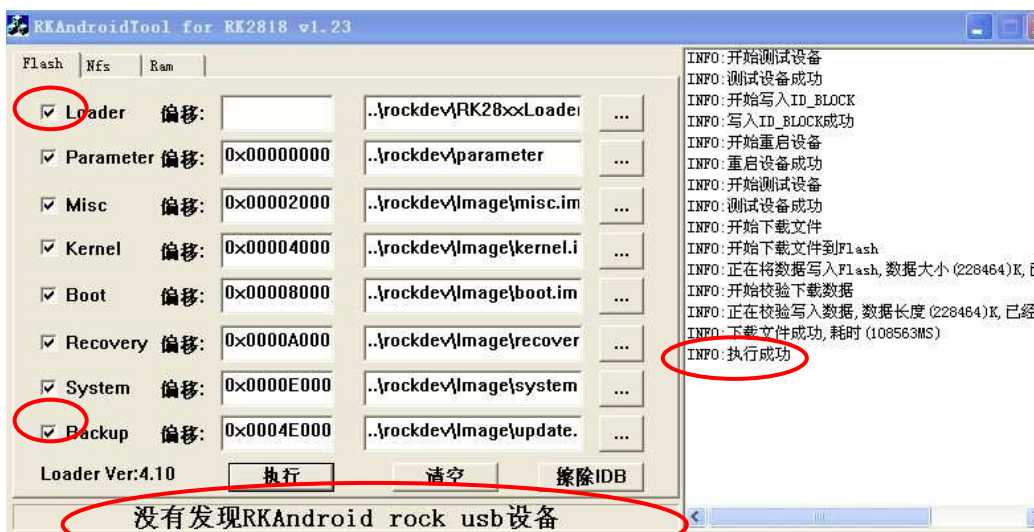 RKAndroidTool for RK2818 v1.23
Flash Nfs Ram
Loader 偏移: ..\rockdev\RK28xxLoader ...
Parameter 偏移: 0x00000000 ..\rockdev\parameter ...
Misc 偏移: 0x00002000 ..\rockdev\Image\misc.im ...
Kernel 偏移: 0x00004000 ..\rockdev\Image\kernel.i ...
Boot 偏移: 0x00008000 ..\rockdev\Image\boot.im ...
Recovery 偏移: 0x0000A000 ..\rockdev\Image\recover ...
System 偏移: 0x0000E000 ..\rockdev\Image\system ...
Backup 偏移: 0x0004E000 ..\rockdev\Image\update. ...
Loader Ver:4.10 执行 清空 擦除IDB
没有发现RKAndroid rock usb设备
INFO:开始测试设备
INFO:测试设备成功
INFO:开始写入ID_BLOCK
INFO:写入ID_BLOCK成功
INFO:开始重启设备
INFO:重启设备成功
INFO:开始测试设备
INFO:测试设备成功
INFO:开始下载文件
INFO:开始下载文件到Flash
INFO:正在将数据写入Flash,数据大小(228464)K,已
INFO:开始校验下载数据
INFO:正在校验写入数据,数据长度(228464)K,已经
INFO:下载文件成功,耗时(108563MS)
INFO:执行成功